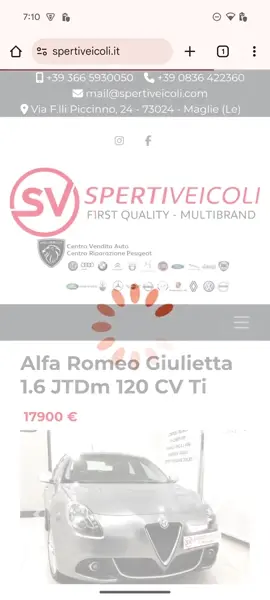 7:10
spertiveicoli.it
1
+39 366 5930050 +39 0836 422360
mail@spertiveicoli.com
Via F.lli Piccinno, 24 - 73024 - Maglie (Le)
SV SPERTIVEICOLI
FIRST QUALITY - MULTIBRAND
Centro Vendita Auto
Centro Riparazione Peugeot
Alfa Romeo Giulietta
1.6 JTDm 120 CV Ti
17900 €